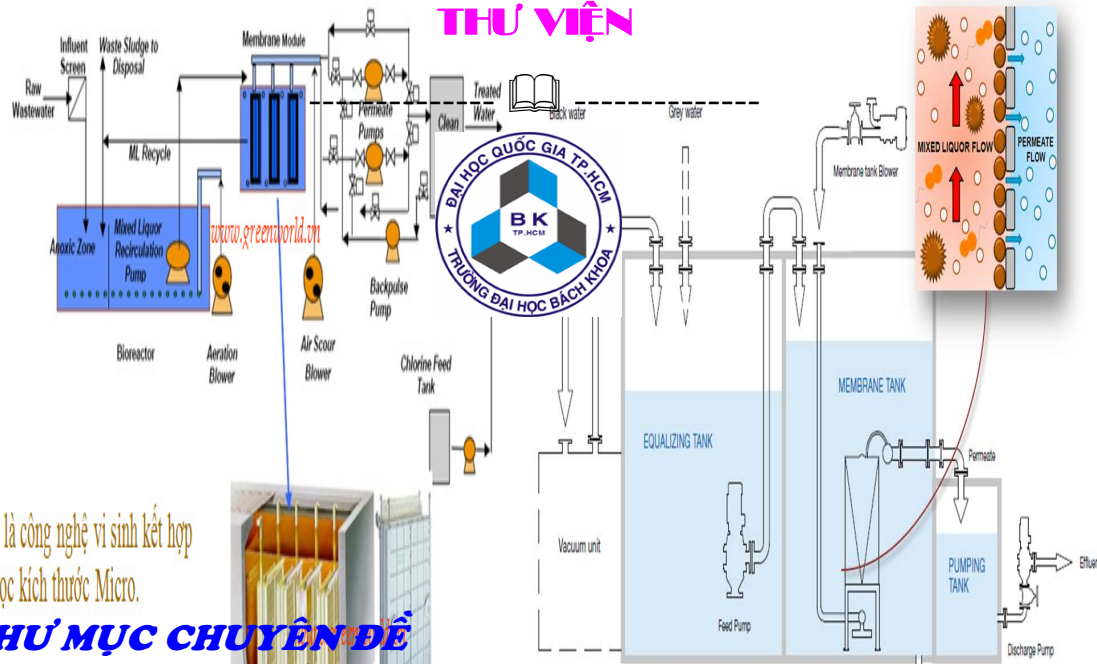 THƯ VIỆN
Influent
Screen
Waste Sludge to
Disposal
Raw
Wastewater
ML Recycle
Membrane Module
Permeate
Pumps
Clean
Treated
Water
Anoxic Zone
Mixed Liquor
Recirculation
Pump
www.greenworld.vn
Backpulse
Pump
Bioreactor
Aeration
Blower
Air Scour
Blower
Chlorine Feed
Tank
ĐẠI HỌC QUỐC GIA TP.HCM
BK
TP.HCM
TRƯỜNG ĐẠI HỌC BÁCH KHOA
Black water
Grey water
Membrane tank Blower
MIXED LIQUOR FLOW
PERMEATE
FLOW
EQUALIZING TANK
MEMBRANE TANK
Permeate
Vacuum unit
Feed Pump
PUMPING
TANK
Effluen
Discharge Pump
là công nghệ vi sinh kết hợp
ọc kích thước Micro.
HƯ MỤC CHUYÊN ĐỀ